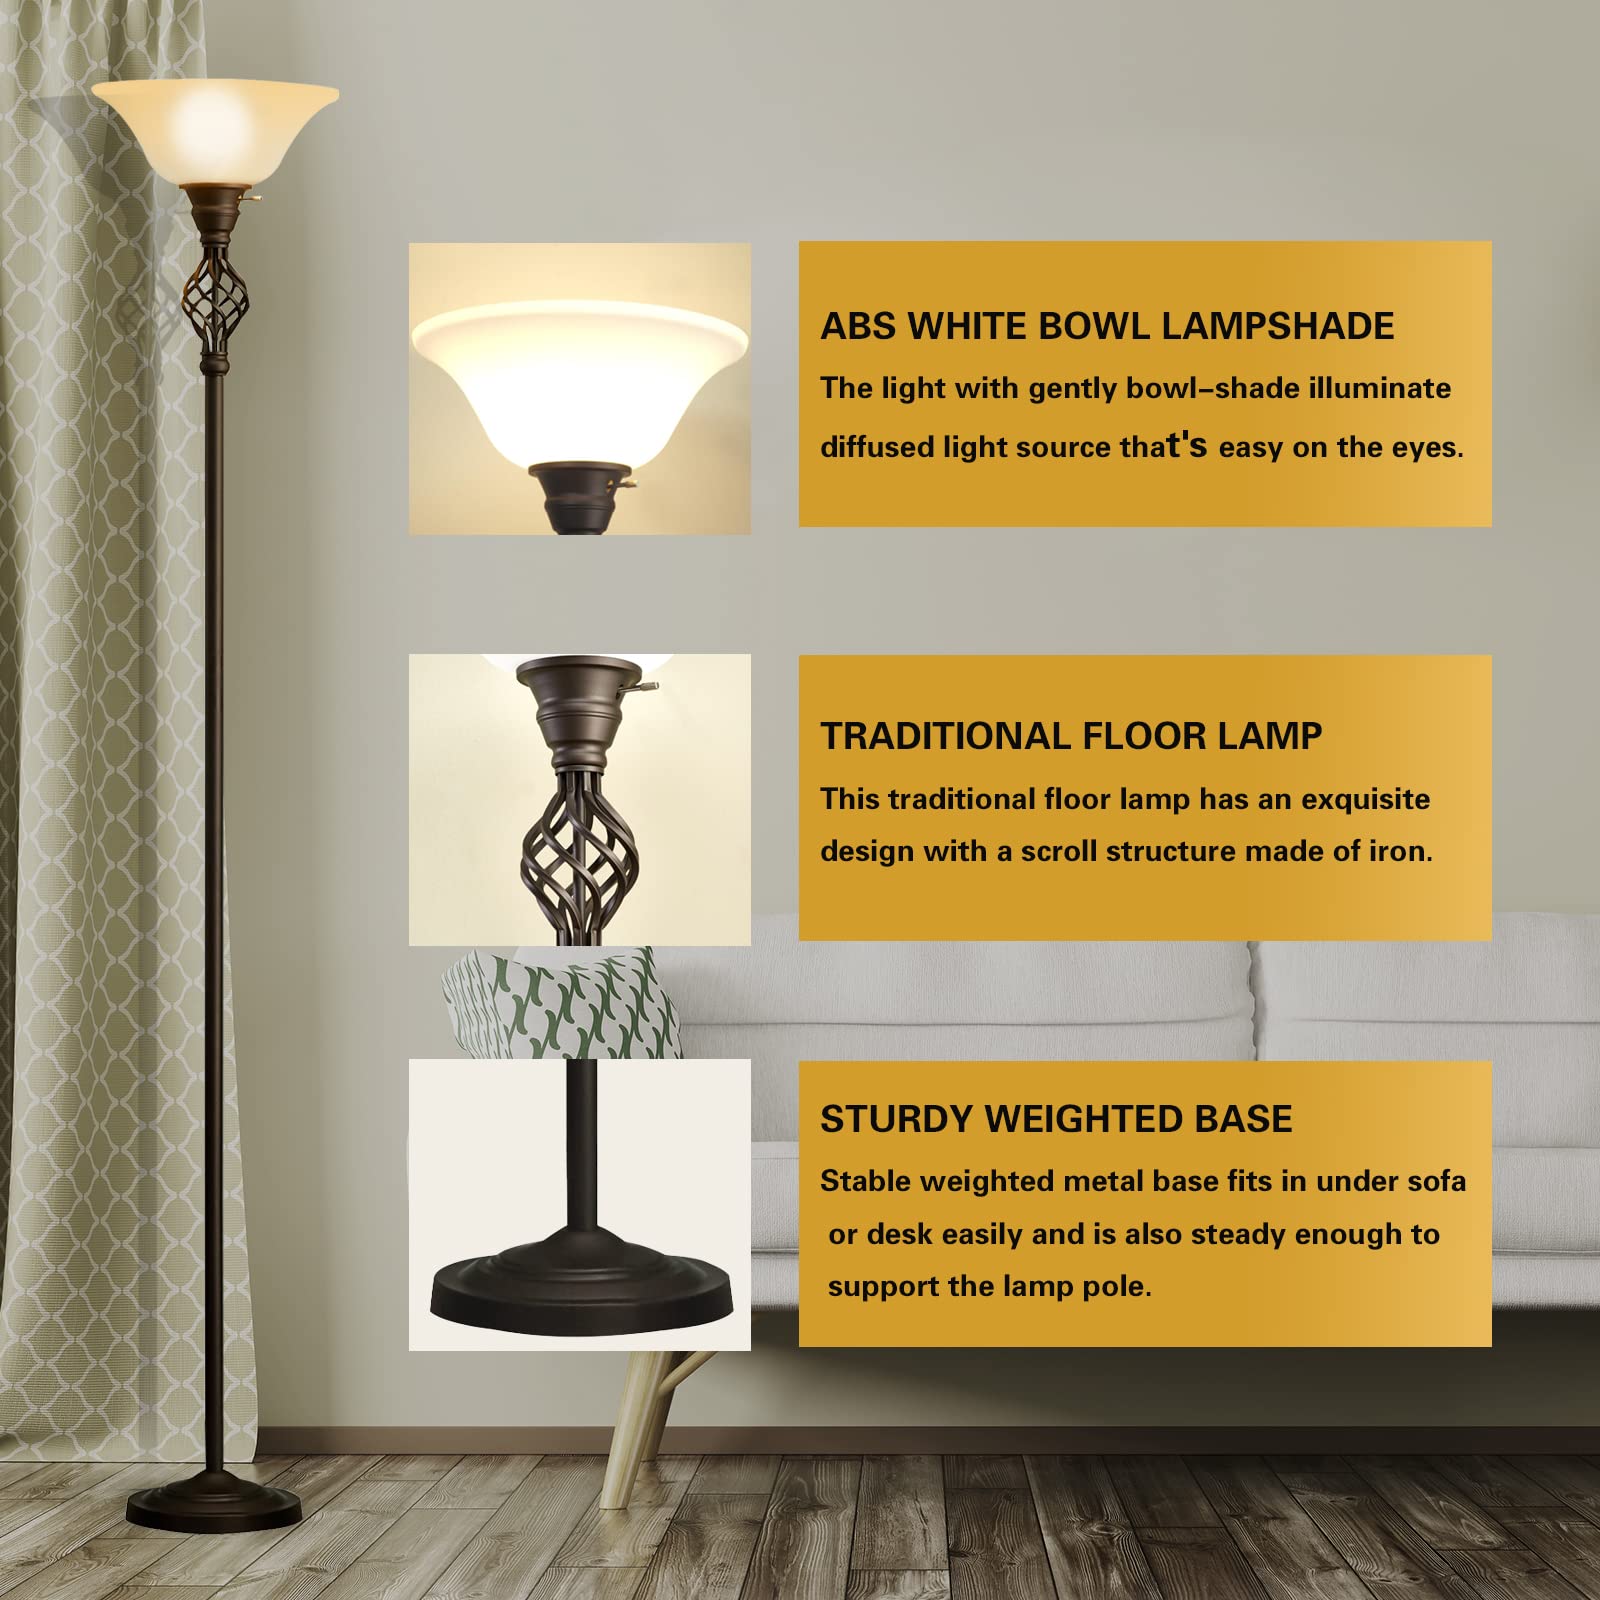 ABS WHITE BOWL LAMPSHADE
The light with gently bowl-shade illuminate
diffused light source that's easy on the eyes.
TRADITIONAL FLOOR LAMP
This traditional floor lamp has an exquisite
design with a scroll structure made of iron.
STURDY WEIGHTED BASE
Stable weighted metal base fits in under sofa
or desk easily and is also steady enough to
support the lamp pole.